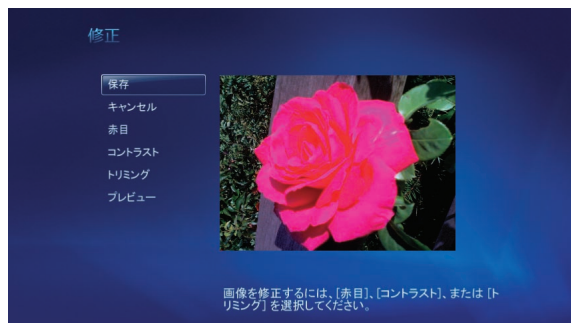 修正
保存
キャンセル
赤目
コントラスト
トリミング
プレビュー
画像を修正するには、[赤目]、[コントラスト]、または [ト
リミング] を選択してください。